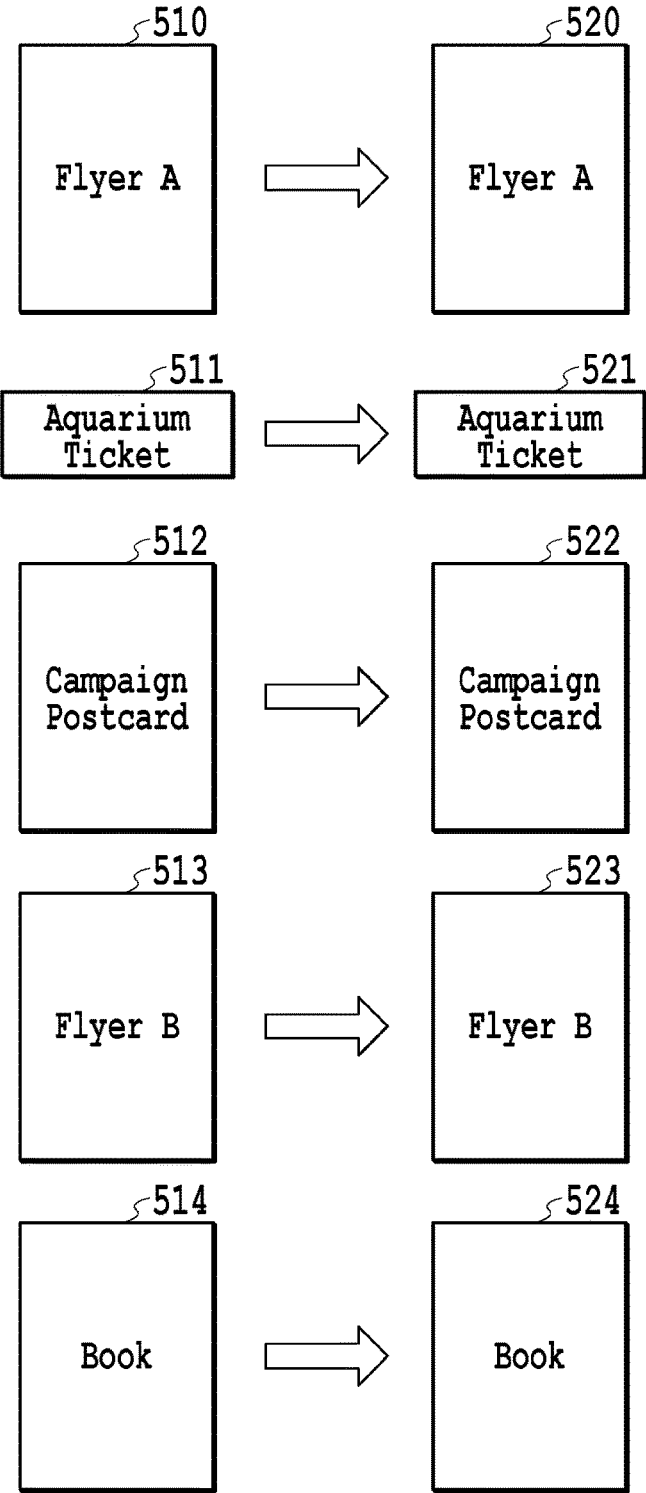 510
520
Flyer A
Flyer A
511
521
Aquarium
Ticket
Aquarium
Ticket
512
522
Campaign
Postcard
Campaign
Postcard
513
523
Flyer B
Flyer B
514
524
Book
Book